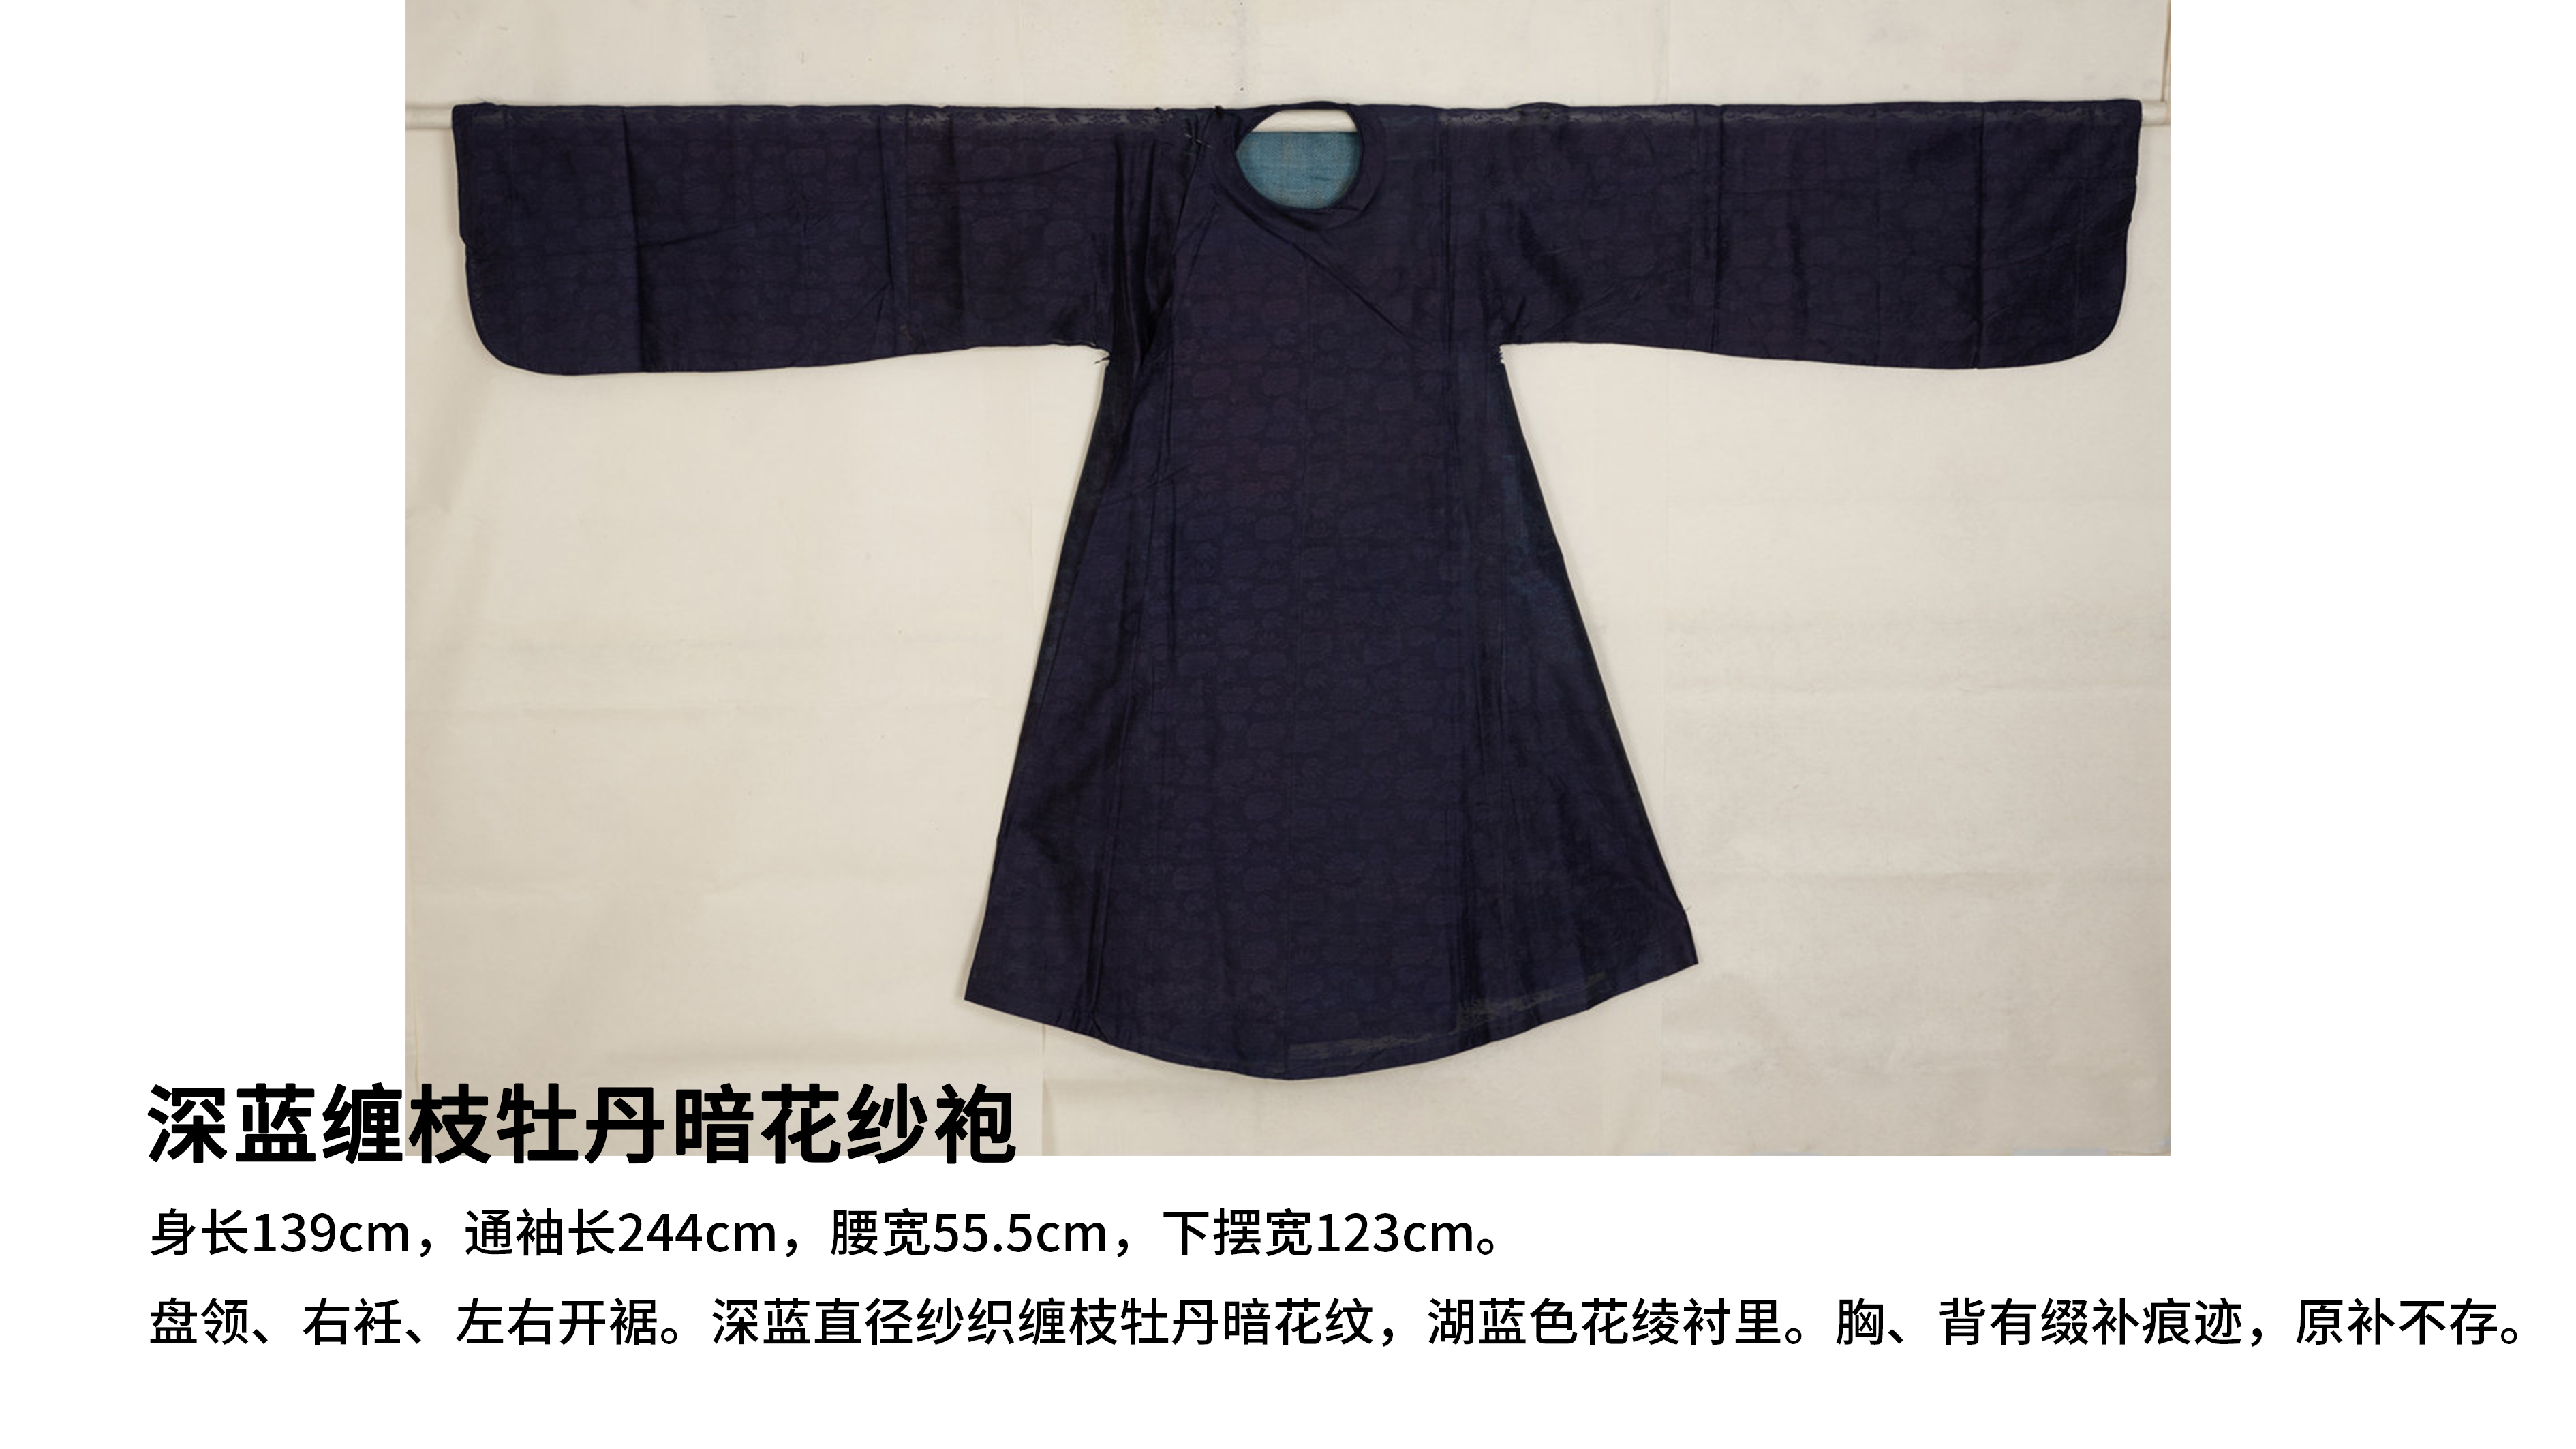 深蓝缠枝牡丹暗花纱袍
身长139cm，通袖长244cm，腰宽55.5cm，下摆宽123cm。
盘领、右衽、左右开裾。深蓝直径纱织缠枝牡丹暗花纹，湖蓝色花绫衬里。胸、背有缀补痕迹，原补不存。